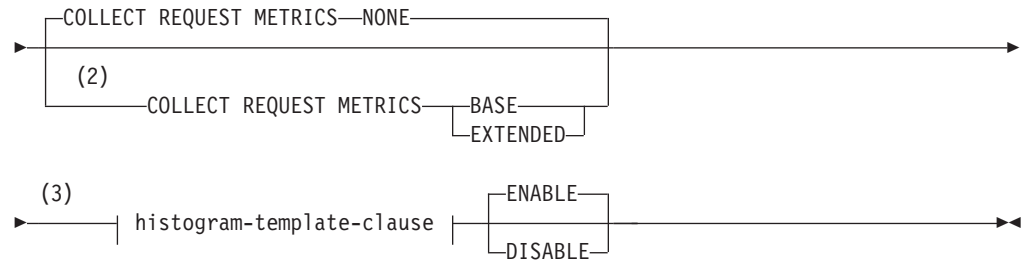 COLLECT REQUEST METRICS NONE
(2)
COLLECT REQUEST METRICS BASE
EXTENDED
(3)
ENABLE
histogram-template-clause
DISABLE